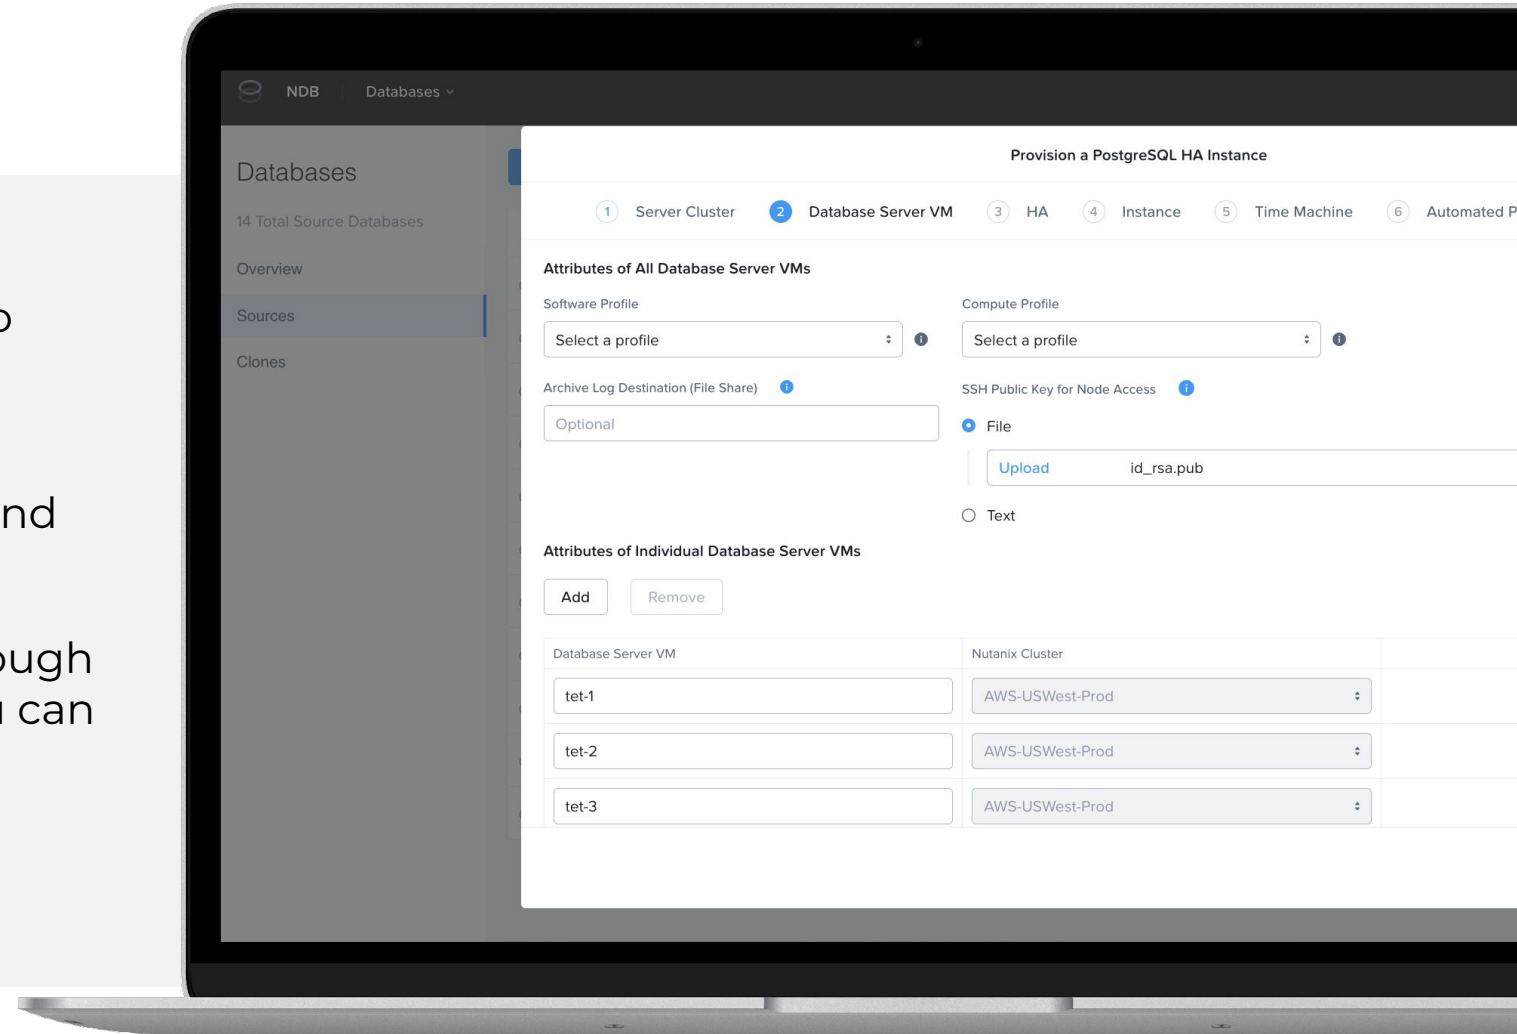 NDB Databases
Databases
14 Total Source Databases
Overview
Sources
Clones
nd
ough
can
Provision a PostgreSQL HA Instance
1 Server Cluster 2 Database Server VM 3 HA 4 Instance 5 Time Machine 6 Automated P
Attributes of All Database Server VMs
Software Profile Compute Profile
Select a profile Select a profile
Archive Log Destination (File Share) SSH Public Key for Node Access
Optional File
Upload id_rsa.pub
Text
Attributes of Individual Database Server VMs
Add Remove
Database Server VM Nutanix Cluster
tet-1 AWS-USWest-Prod
tet-2 AWS-USWest-Prod
tet-3 AWS-USWest-Prod